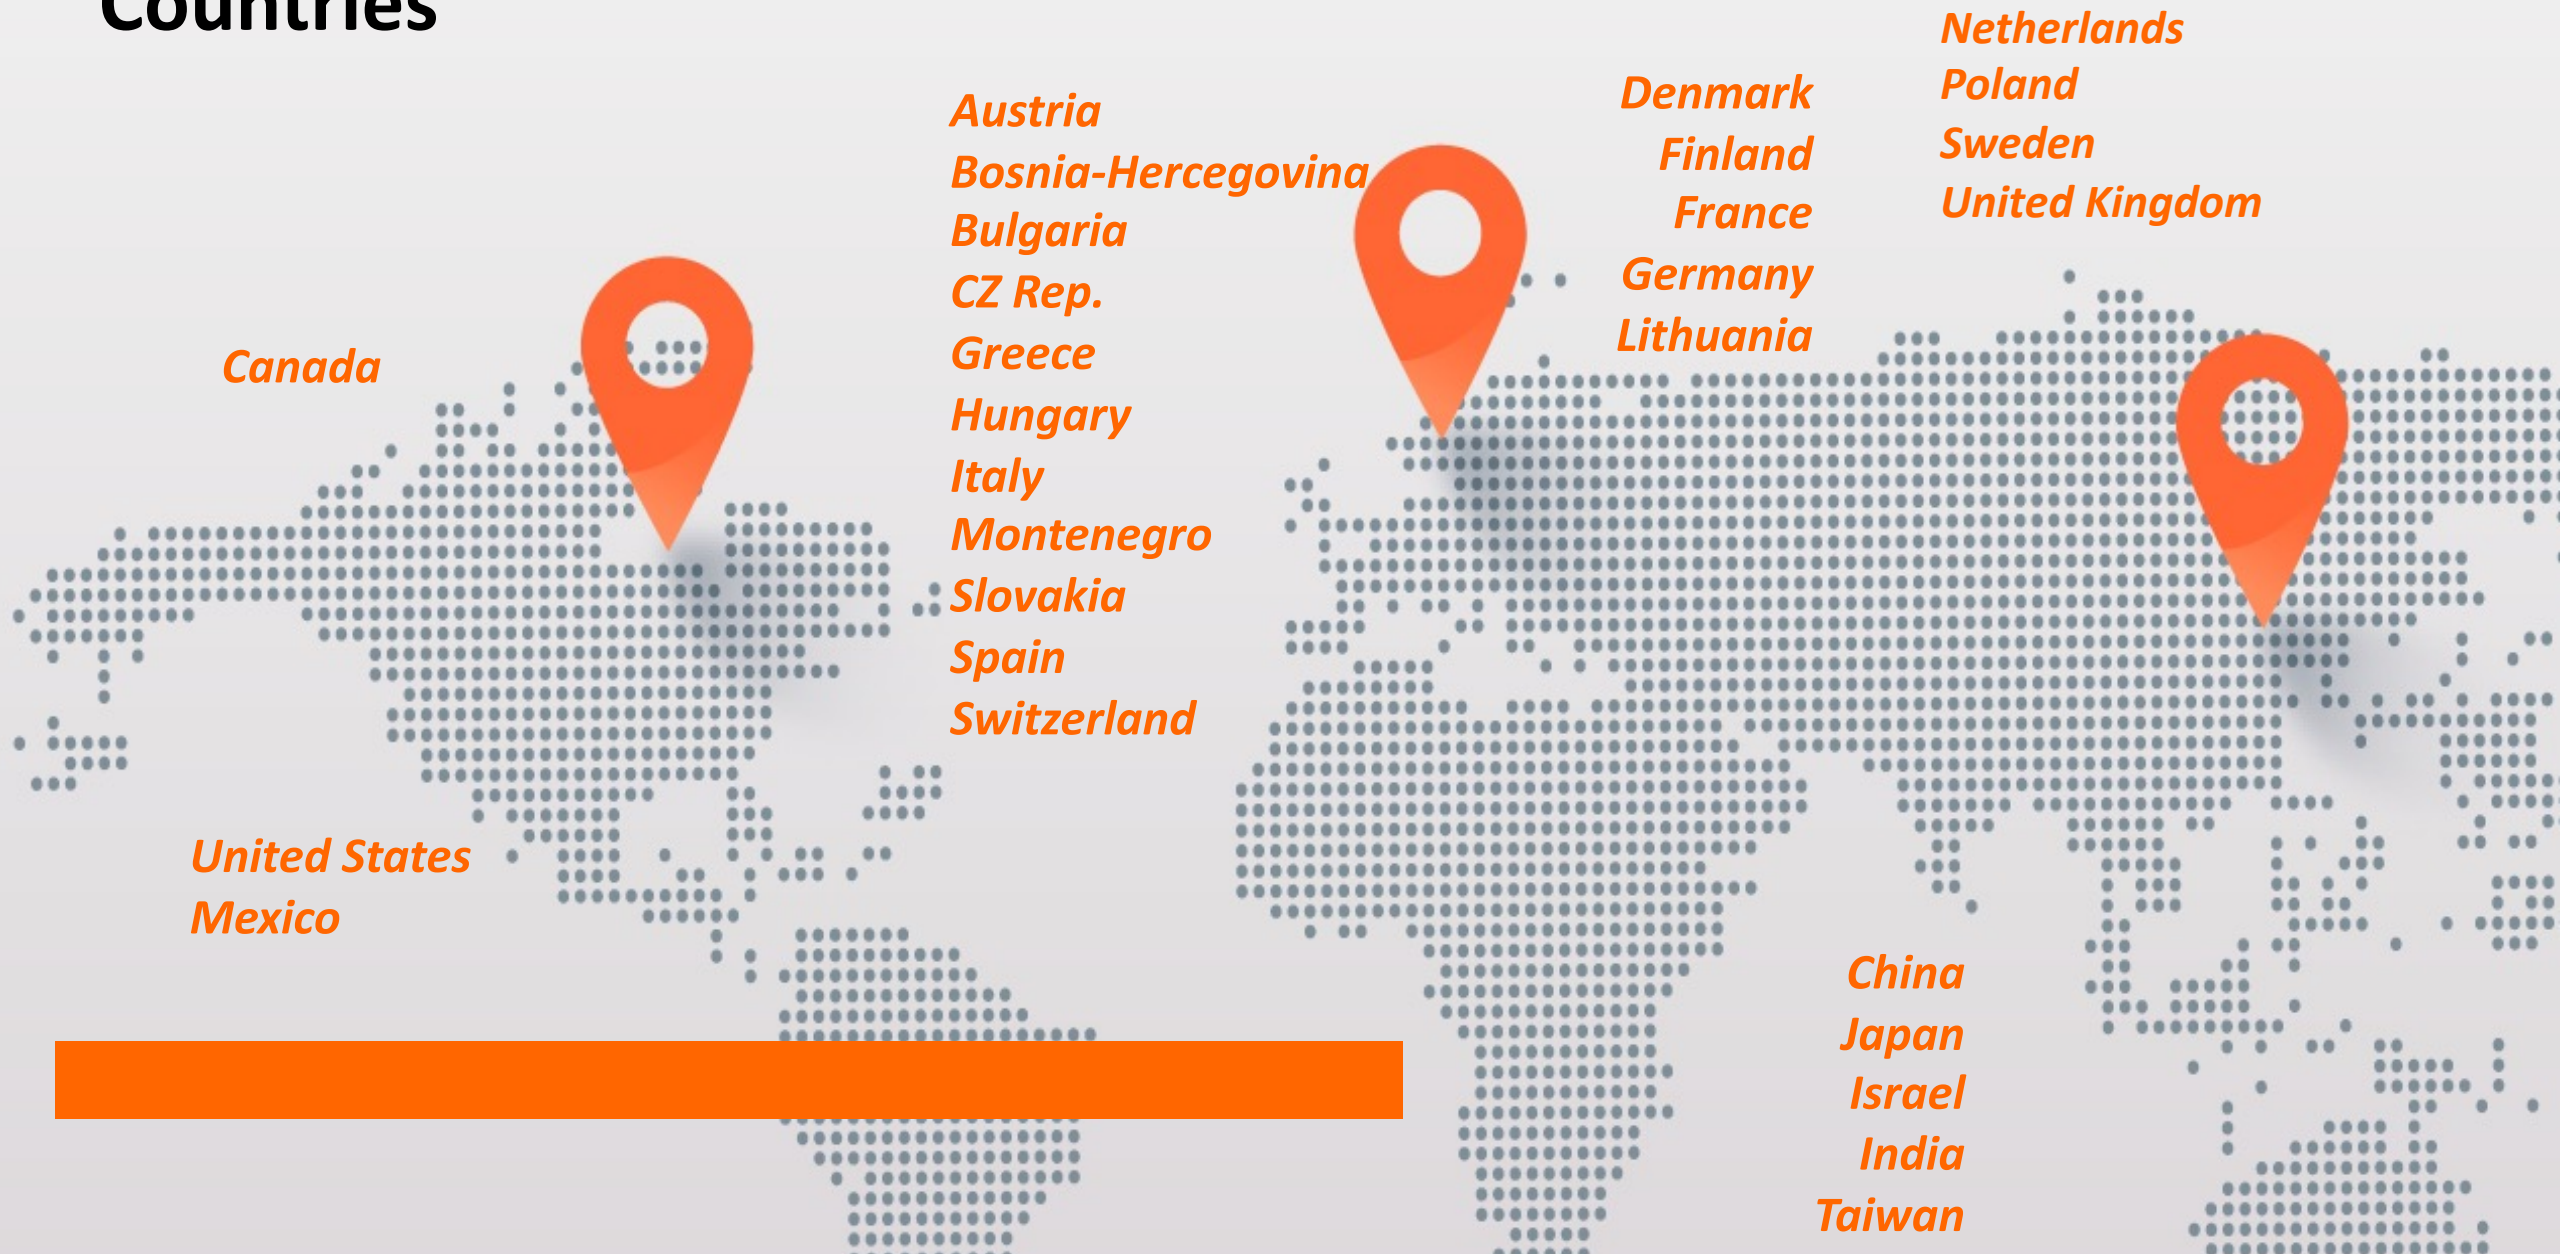 Countries
Canada
United States
Mexico
Austria
Bosnia-Hercegovina
Bulgaria
CZ Rep.
Greece
Hungary
Italy
Montenegro
Slovakia
Spain
Switzerland
Denmark
Finland
France
Germany
Lithuania
Netherlands
Poland
Sweden
United Kingdom
China
Japan
Israel
India
Taiwan